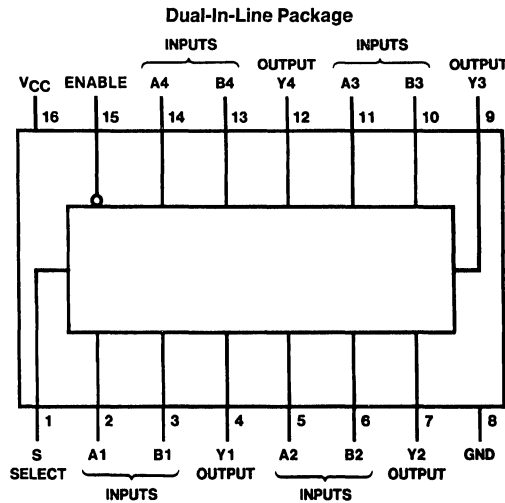 Dual-In-Line Package
INPUTS INPUTS
OUTPUT OUTPUT
VCC ENABLE A4 B4 Y4 A3 B3 Y3
16 15 14 13 12 11 10 9
1 2 3 4 5 6 7 8
S A1 B1 Y1 A2 B2 Y2 GND
SELECT OUTPUT OUTPUT
INPUTS INPUTS